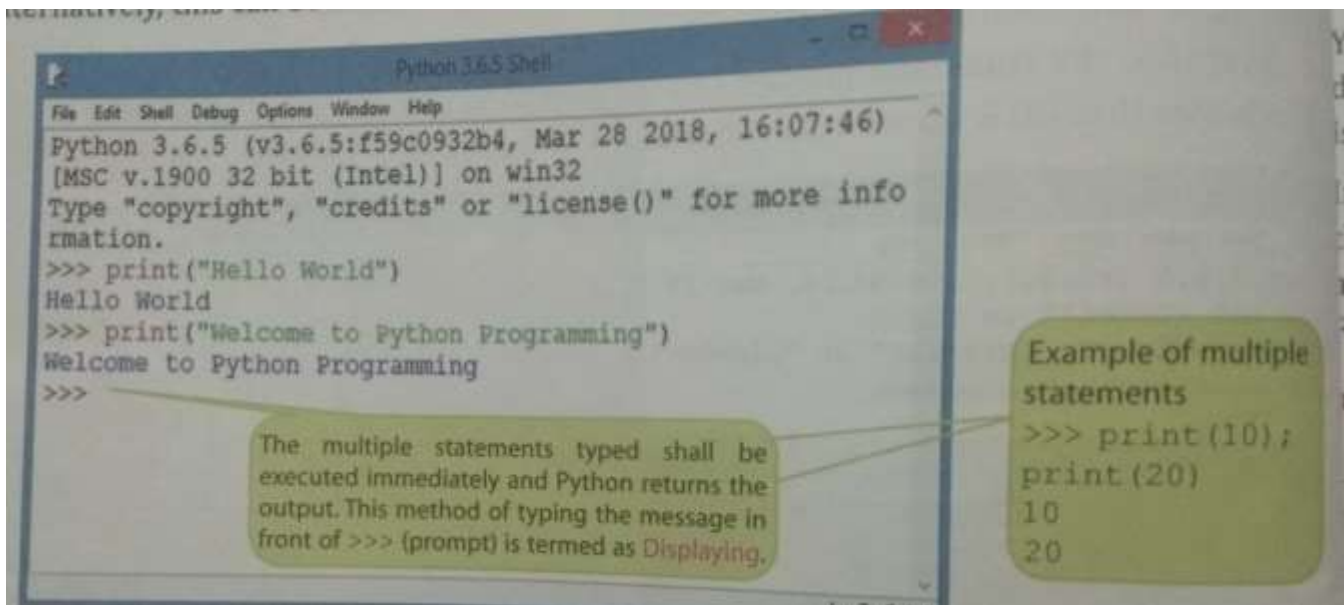 Python 3.6.5 Shell
File Edit Shell Debug Options Window Help
Python 3.6.5 (v3.6.5:f59c0932b4, Mar 28 2018, 16:07:46)
[MSC v.1900 32 bit (Intel)] on win32
Type "copyright", "credits" or "license()" for more info
rmation.
>>> print("Hello World")
Hello World
>>> print("Welcome to Python Programming")
Welcome to Python Programming
>>>
The multiple statements typed shall be
executed immediately and Python returns the
output. This method of typing the message in
front of >>> (prompt) is termed as Displaying.
Example of multiple
statements
>>> print(10);
print(20)
10
20